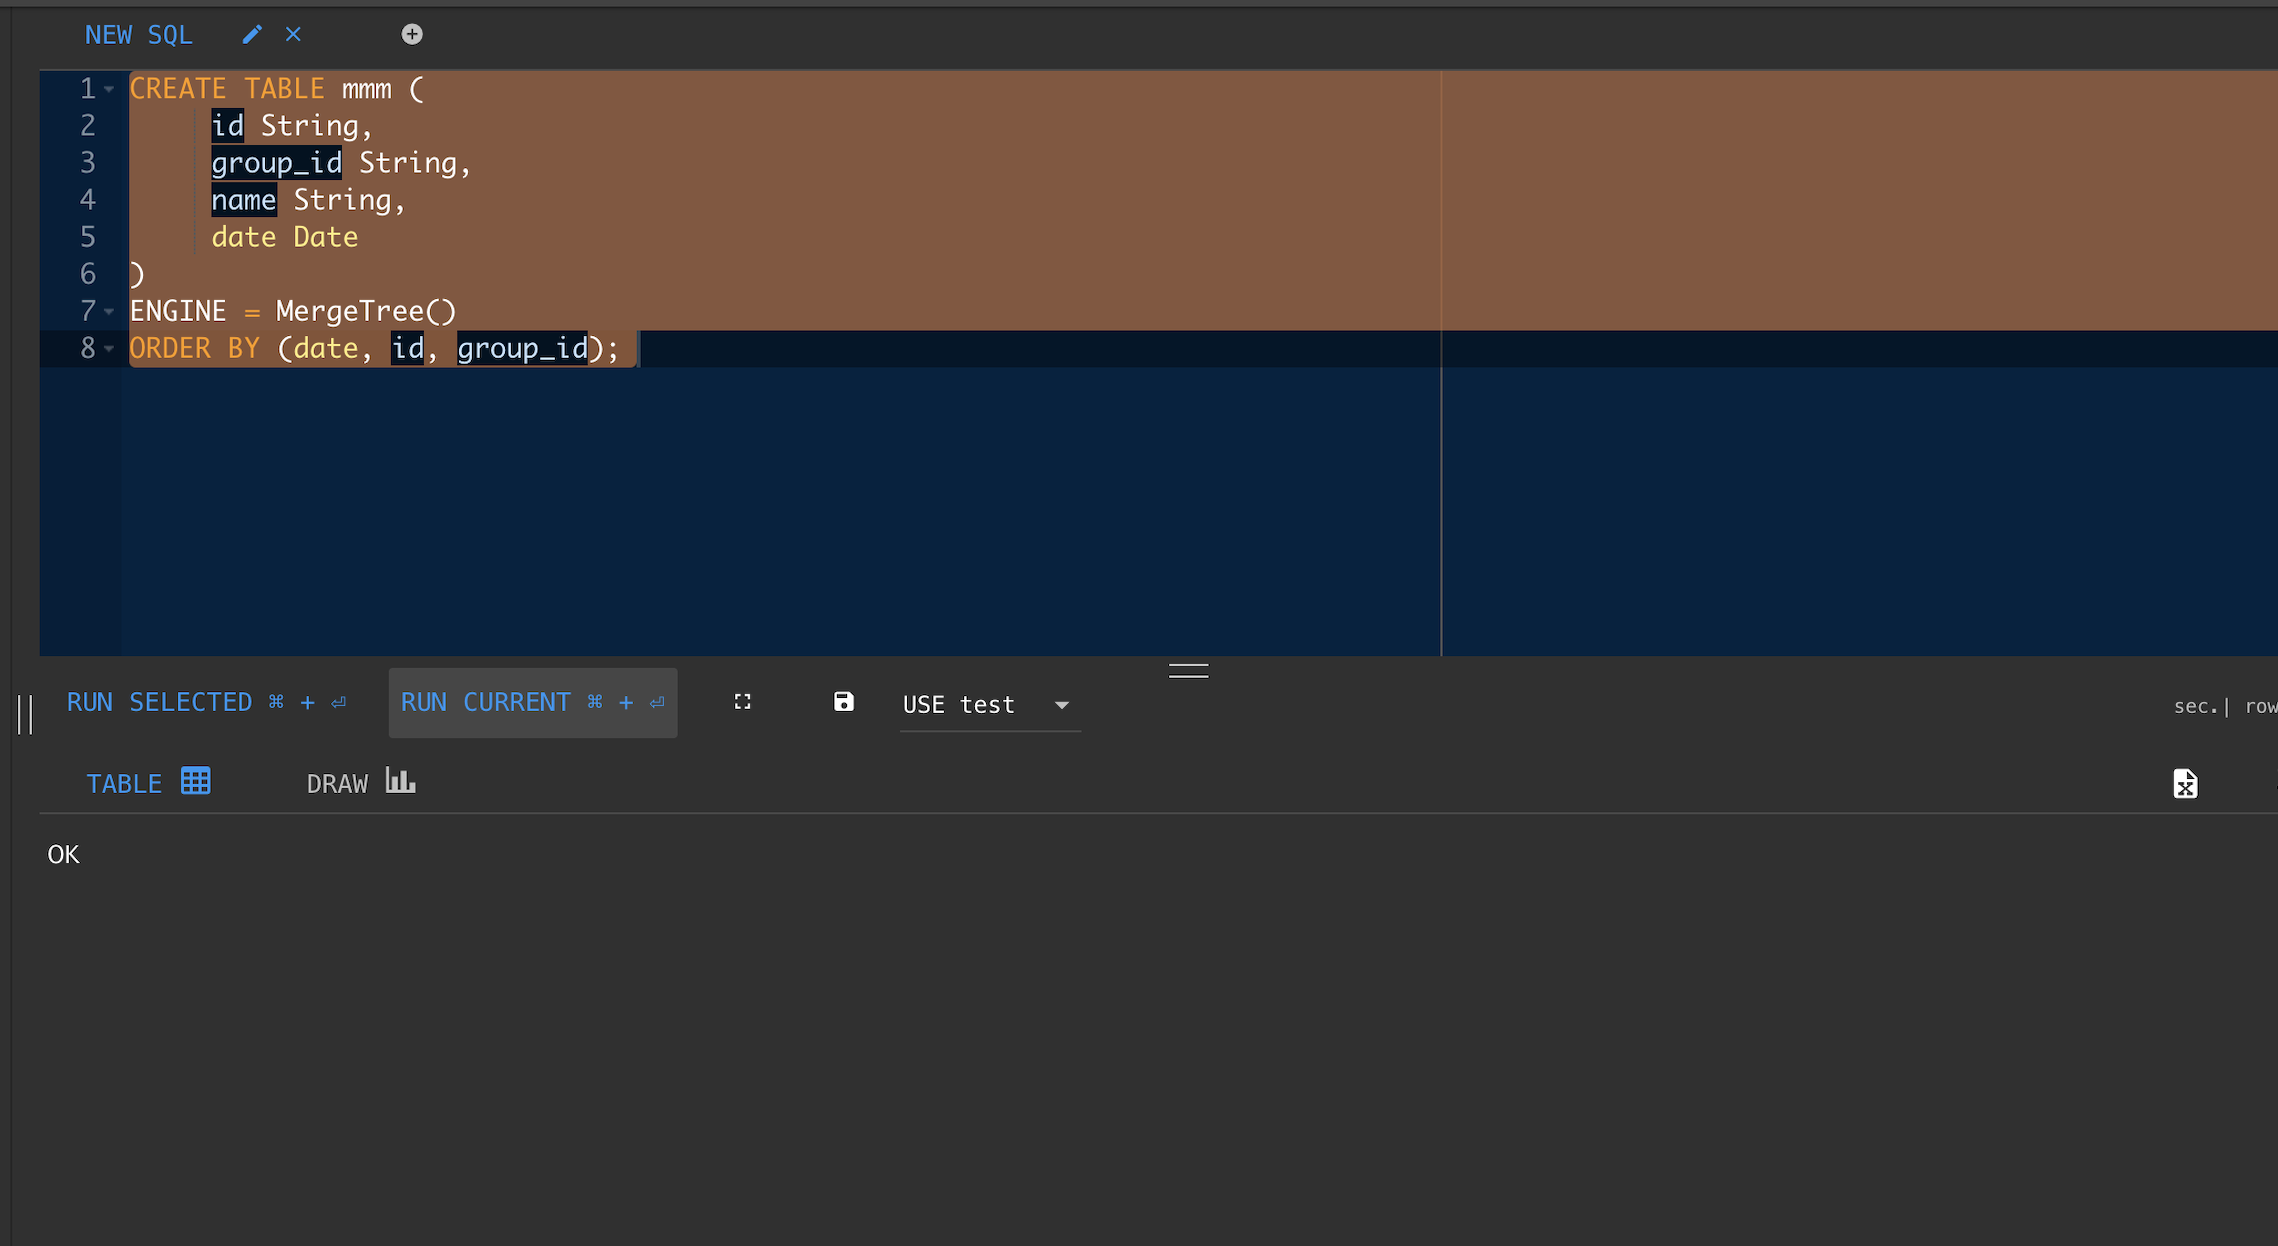 NEW SQL
1 CREATE TABLE mmm (
2 id String,
3 group_id String,
4 name String,
5 date Date
6 )
7 ENGINE = MergeTree()
8 ORDER BY (date, id, group_id);
RUN SELECTED ⌘ + ⏎ RUN CURRENT ⌘ + ⏎ USE test sec.| row
TABLE DRAW
OK